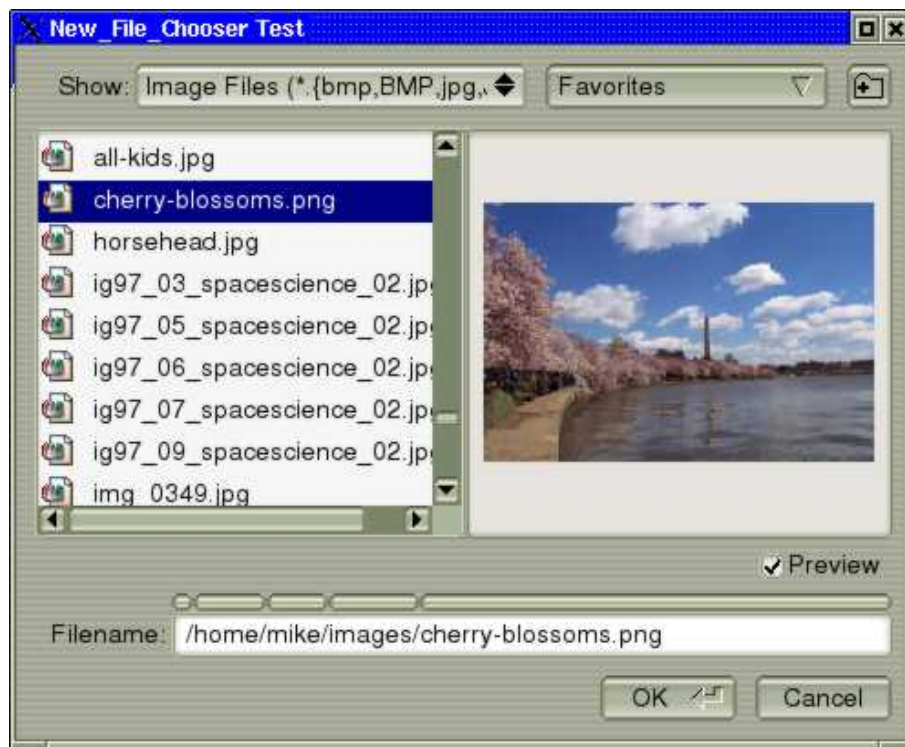 New_File_Chooser Test
Show: Image Files (*.{bmp,BMP,jpg, Favorites
all-kids.jpg
cherry-blossoms.png
horsehead.jpg
ig97_03_spacescience_02.jp
ig97_05_spacescience_02.jp
ig97_06_spacescience_02.jp
ig97_07_spacescience_02.jp
ig97_09_spacescience_02.jp
img_0349.jpg
Preview
Filename: /home/mike/images/cherry-blossoms.png
OK Cancel